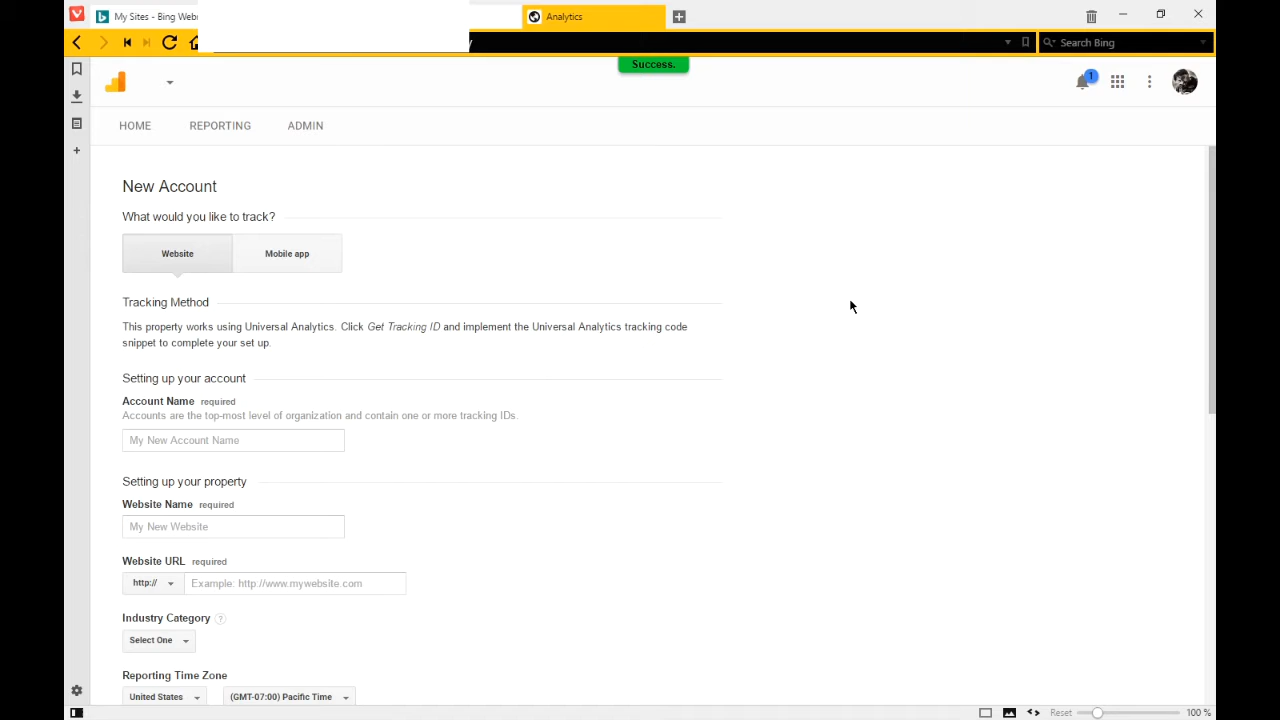 My Sites - Bing Webr
Analytics
Search Bing
Success.
1
HOME
REPORTING
ADMIN
New Account
What would you like to track?
Website
Mobile app
Tracking Method
This property works using Universal Analytics. Click Get Tracking ID and implement the Universal Analytics tracking code
snippet to complete your set up.
Setting up your account
Account Name required
Accounts are the top-most level of organization and contain one or more tracking IDs.
My New Account Name
Setting up your property
Website Name required
My New Website
Website URL required
http://
Example: http://www.mywebsite.com
Industry Category ?
Select One
Reporting Time Zone
United States
(GMT-07:00) Pacific Time
Reset
100 %